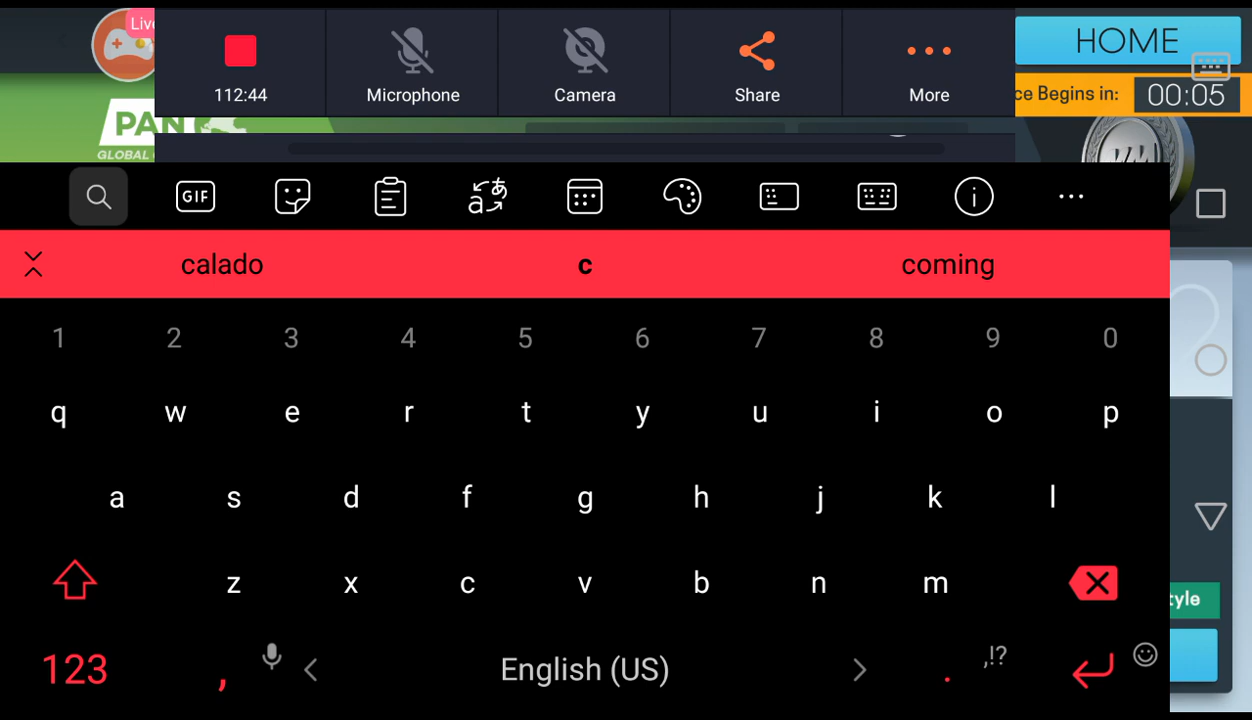 Live
HOME
112:44
Microphone
Camera
Share
More
ce Begins in:
00:05
PAN
GLOBAL
GIF
calado
c
coming
1 2 3 4 5 6 7 8 9 0
q w e r t y u i o p
a s d f g h j k l
z x c v b n m
tyle
123
,
English (US)
.
,!?